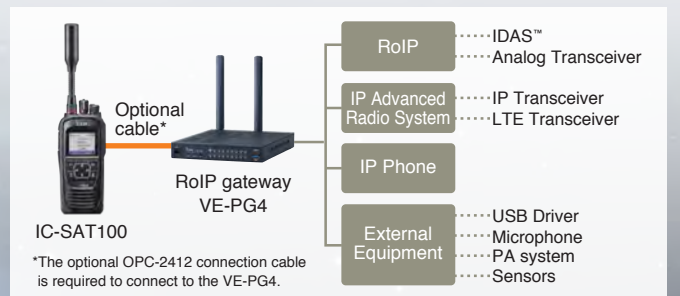 Optional
cable*
IC-SAT100
RoIP gateway
VE-PG4
*The optional OPC-2412 connection cable
is required to connect to the VE-PG4.
RoIP
IDAS™
Analog Transceiver
IP Advanced
Radio System
IP Transceiver
LTE Transceiver
IP Phone
External
Equipment
USB Driver
Microphone
PA system
Sensors